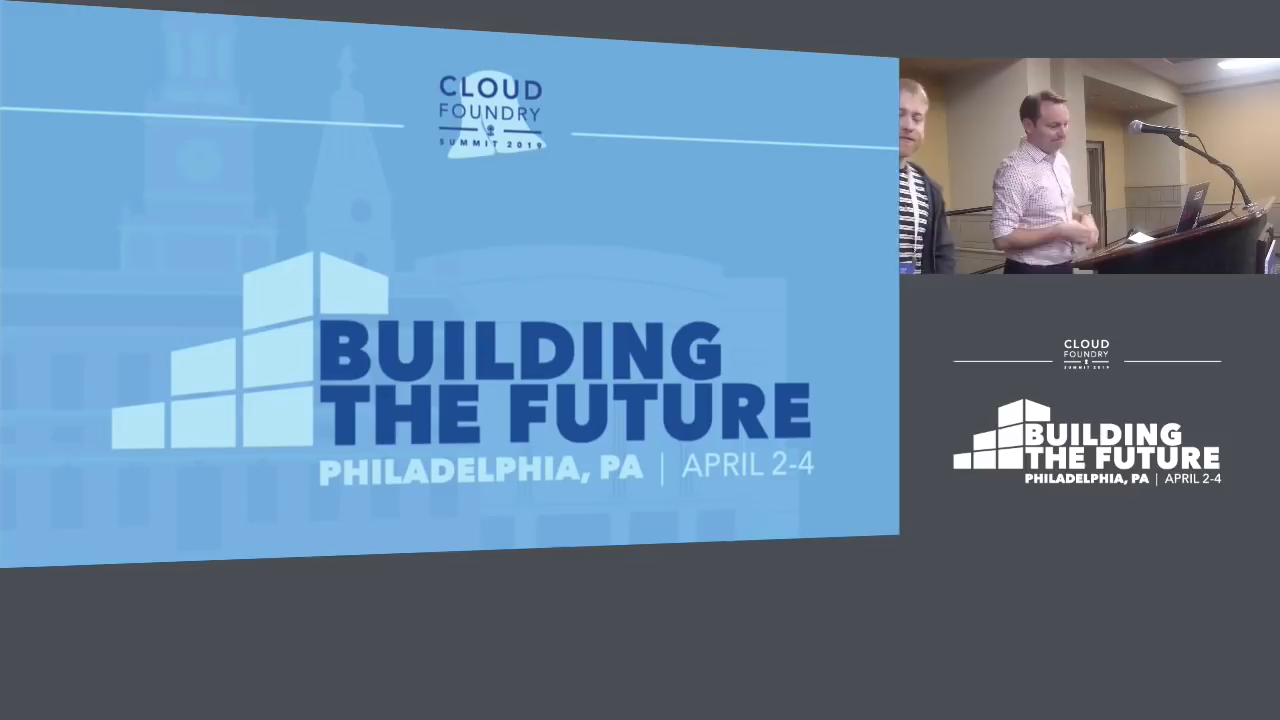 CLOUD
FOUNDRY
SUMMIT 2019
BUILDING
THE FUTURE
PHILADELPHIA, PA | APRIL 2-4
CLOUD
FOUNDRY
SUMMIT 2019
BUILDING
THE FUTURE
PHILADELPHIA, PA | APRIL 2-4